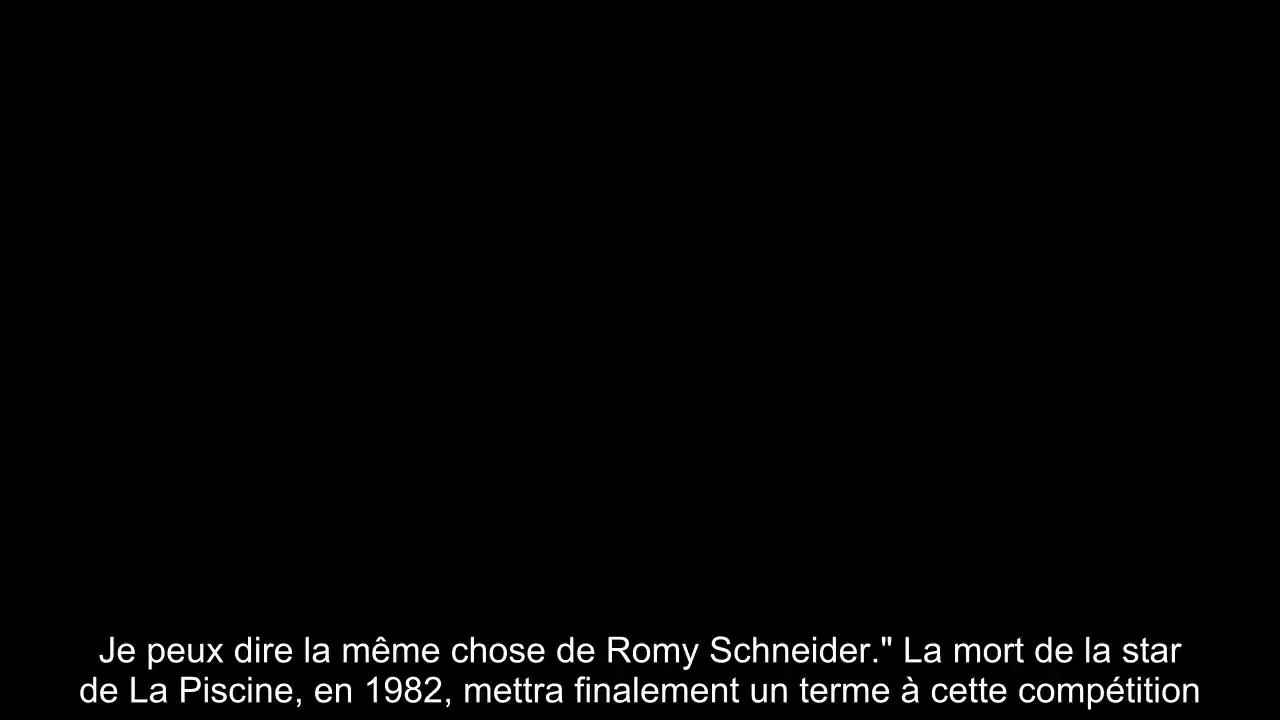 Je peux dire la même chose de Romy Schneider." La mort de la star
de La Piscine, en 1982, mettra finalement un terme à cette compétition